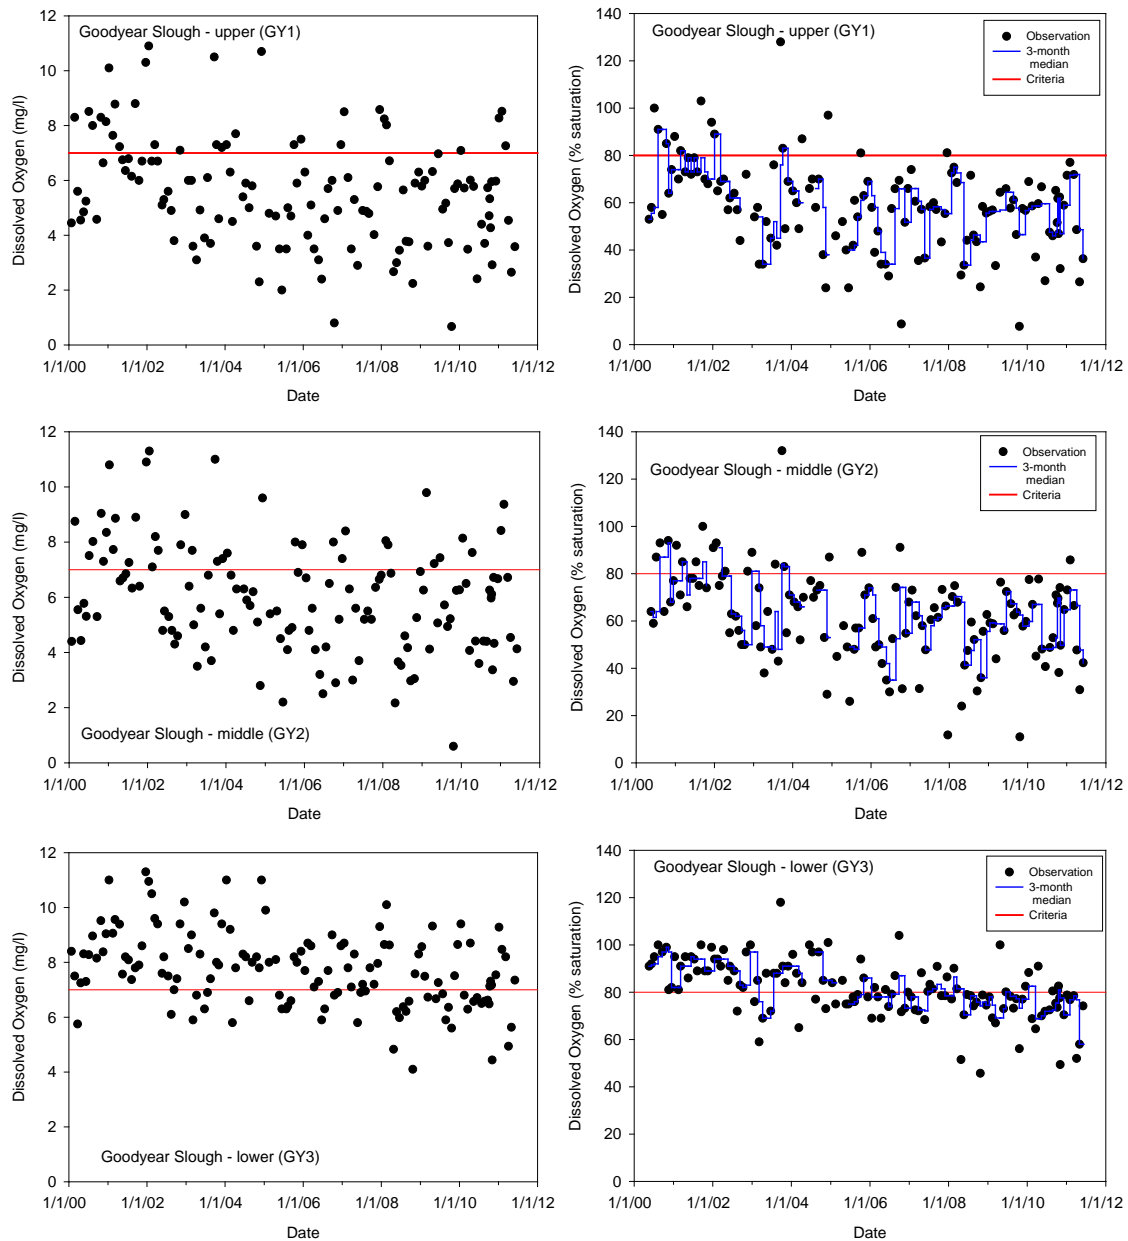 Goodyear Slough - upper (GY1)
Dissolved Oxygen (mg/l)
12
10
8
6
4
2
0
1/1/00 1/1/02 1/1/04 1/1/06 1/1/08 1/1/10 1/1/12
Date
Goodyear Slough - upper (GY1)
Observation
3-month
median
Criteria
Dissolved Oxygen (% saturation)
140
120
100
80
60
40
20
0
1/1/00 1/1/02 1/1/04 1/1/06 1/1/08 1/1/10 1/1/12
Date
Goodyear Slough - middle (GY2)
Dissolved Oxygen (mg/l)
12
10
8
6
4
2
0
1/1/00 1/1/02 1/1/04 1/1/06 1/1/08 1/1/10 1/1/12
Date
Goodyear Slough - middle (GY2)
Observation
3-month
median
Criteria
Dissolved Oxygen (% saturation)
140
120
100
80
60
40
20
0
1/1/00 1/1/02 1/1/04 1/1/06 1/1/08 1/1/10 1/1/12
Date
Goodyear Slough - lower (GY3)
Dissolved Oxygen (mg/l)
12
10
8
6
4
2
0
1/1/00 1/1/02 1/1/04 1/1/06 1/1/08 1/1/10 1/1/12
Date
Goodyear Slough - lower (GY3)
Observation
3-month
median
Criteria
Dissolved Oxygen (% saturation)
140
120
100
80
60
40
20
0
1/1/00 1/1/02 1/1/04 1/1/06 1/1/08 1/1/10 1/1/12
Date